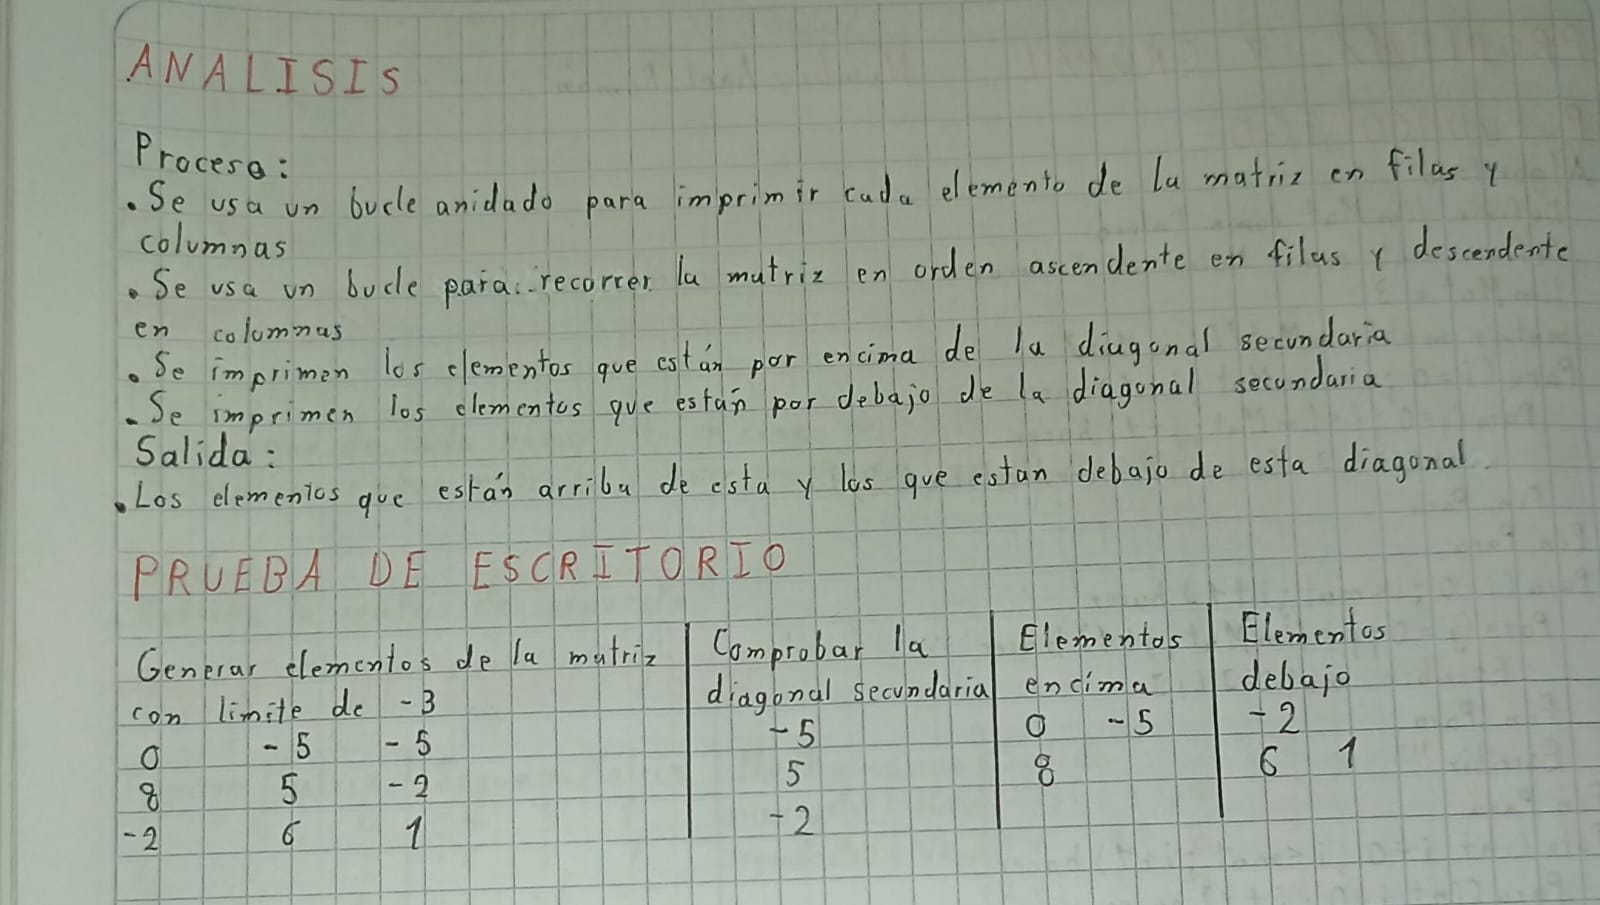 ANALISIS
Proceso:
• Se usa un bucle anidado para imprimir cada elemento de la matriz en filas y
columnas
• Se usa un bucle para recorrer la matriz en orden ascendente en filas y descendente
en columnas
• Se imprimen los elementos que están por encima de la diagonal secundaria
• Se imprimen los elementos que están por debajo de la diagonal secundaria
Salida:
• Los elementos que están arriba de esta y los que estan debajo de esta diagonal.
PRUEBA DE ESCRITORIO
Generar elementos de la matriz
con limite de -3
0 -5 -5
8 5 -2
-2 6 1
Comprobar la
diagonal secundaria
-5
5
-2
Elementos
encima
0 -5
8
Elementos
debajo
-2
6 1